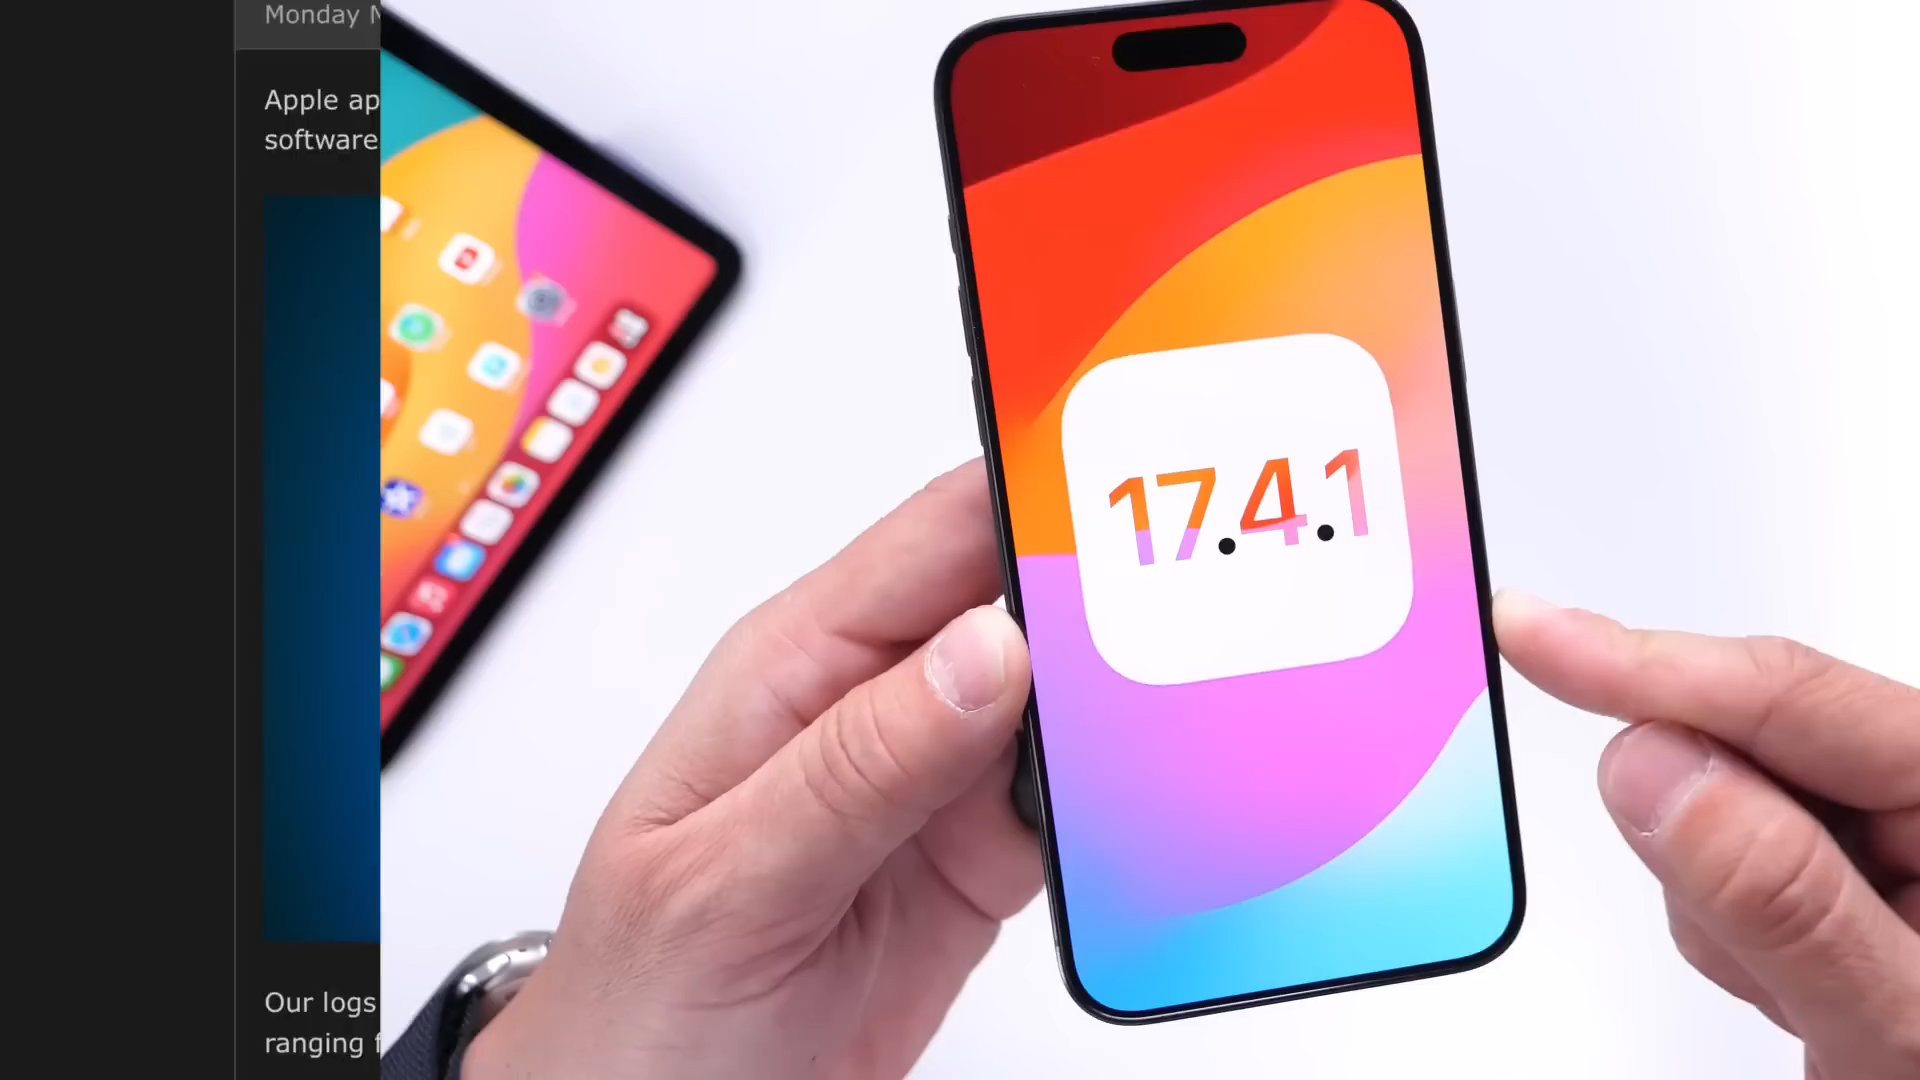 Monday
Apple ap
software
Our logs
ranging f
17.4.1